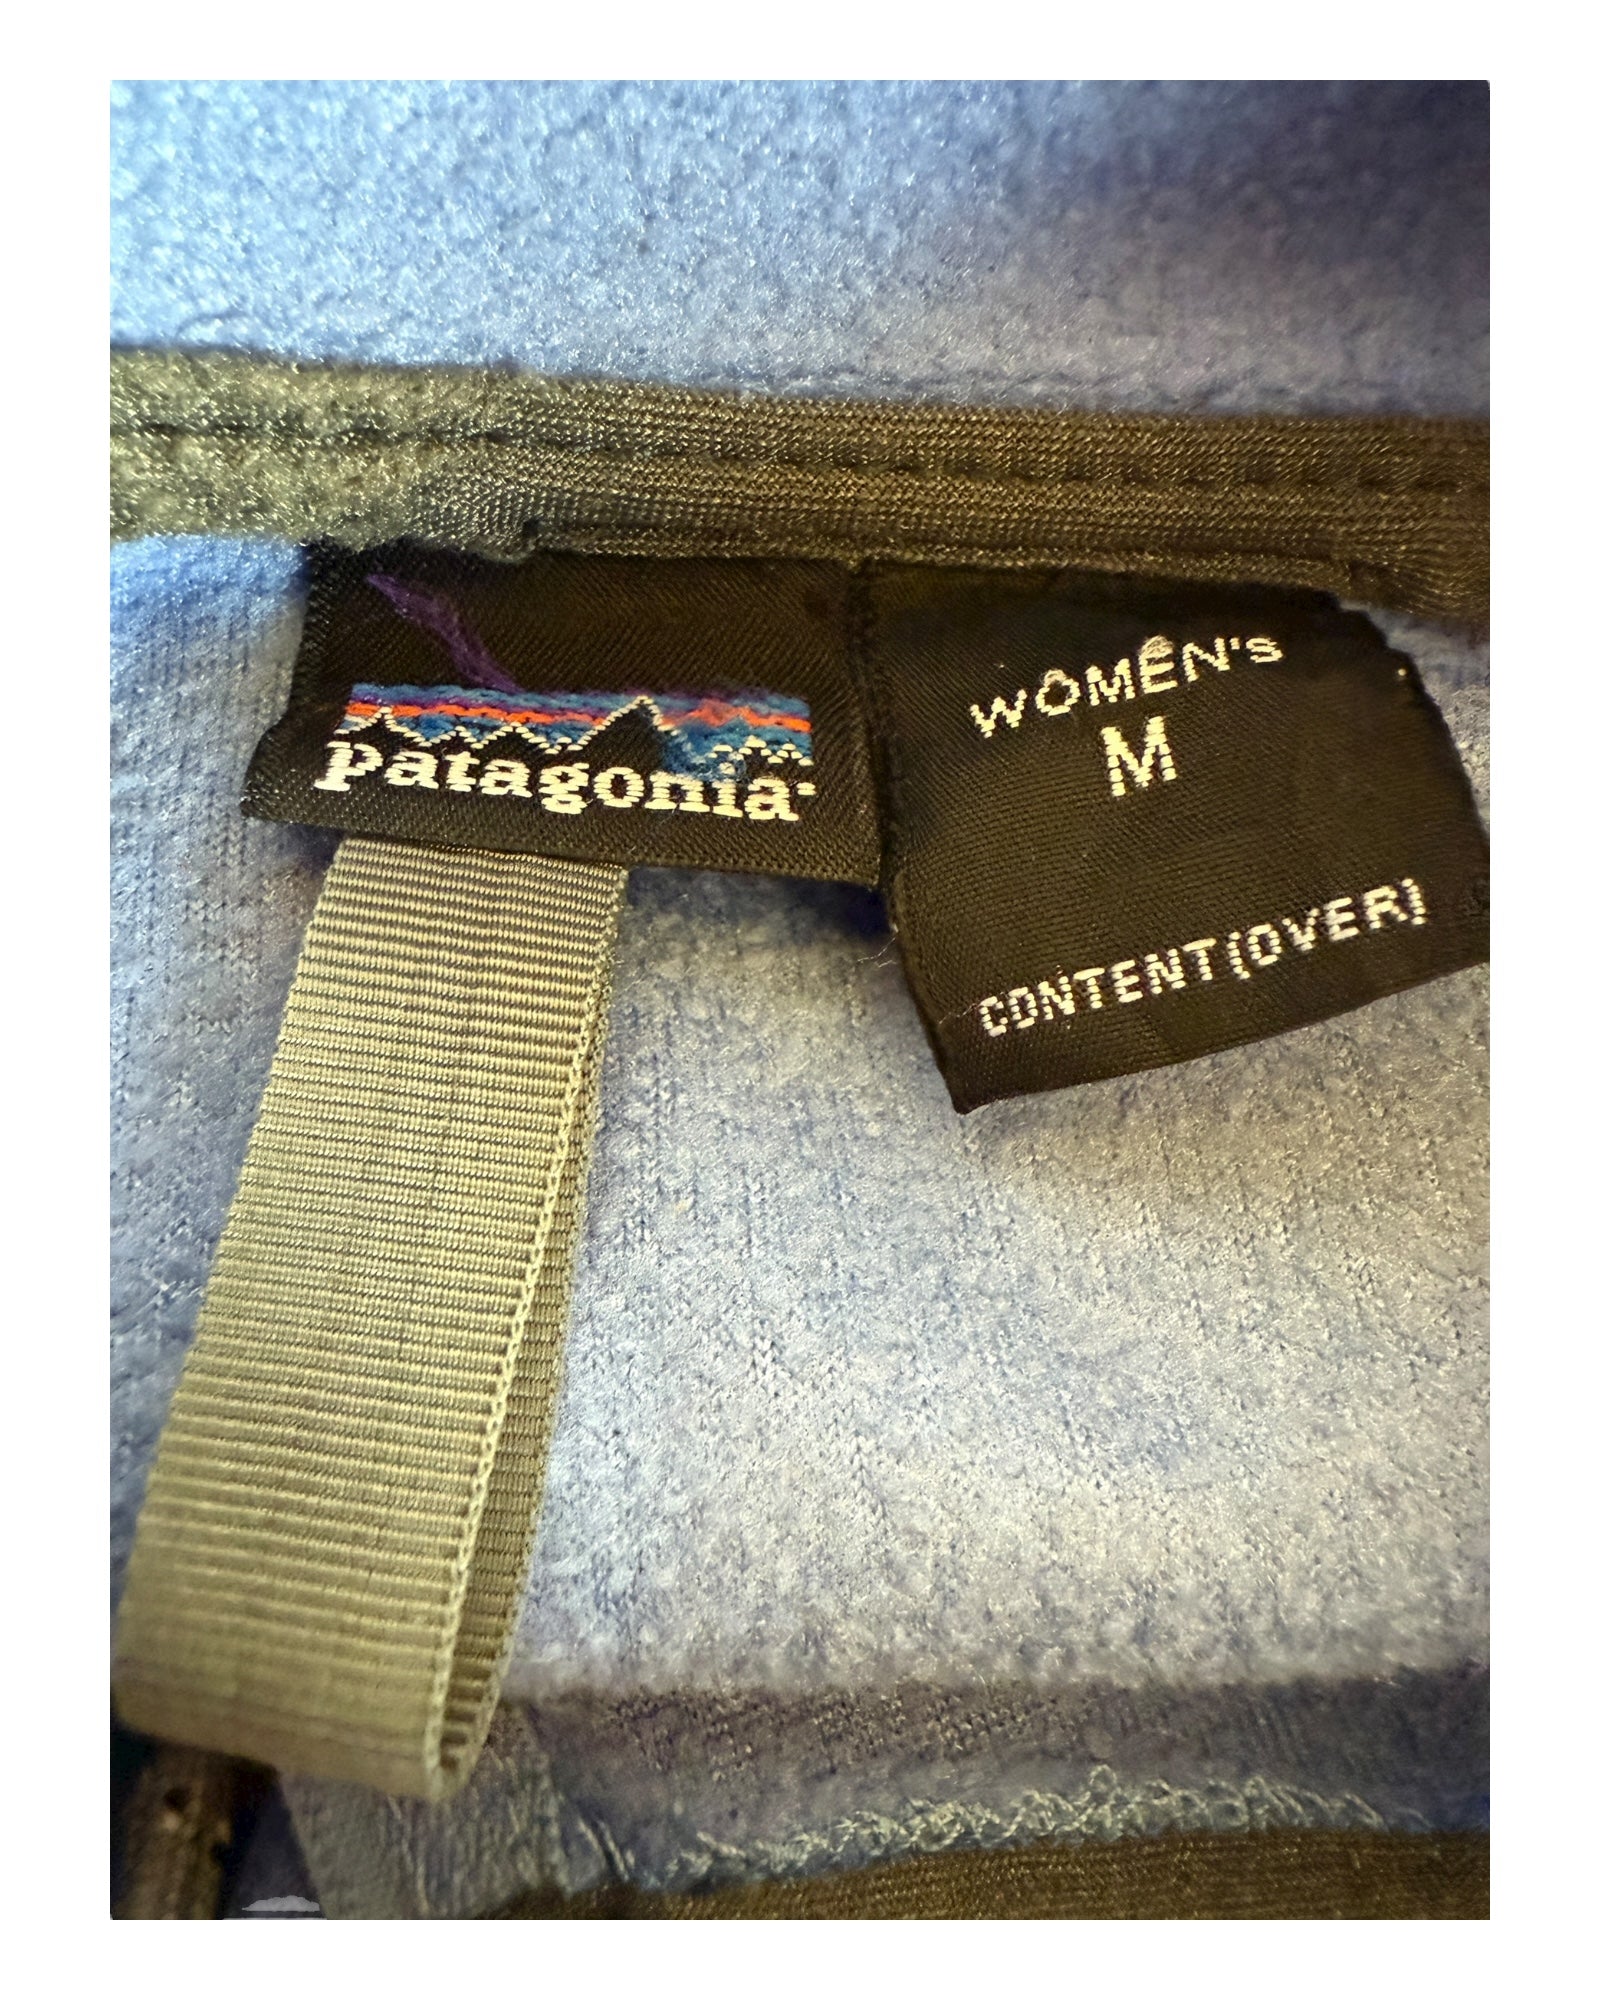 patagonia
WOMEN'S
M
CONTENT(OVER)